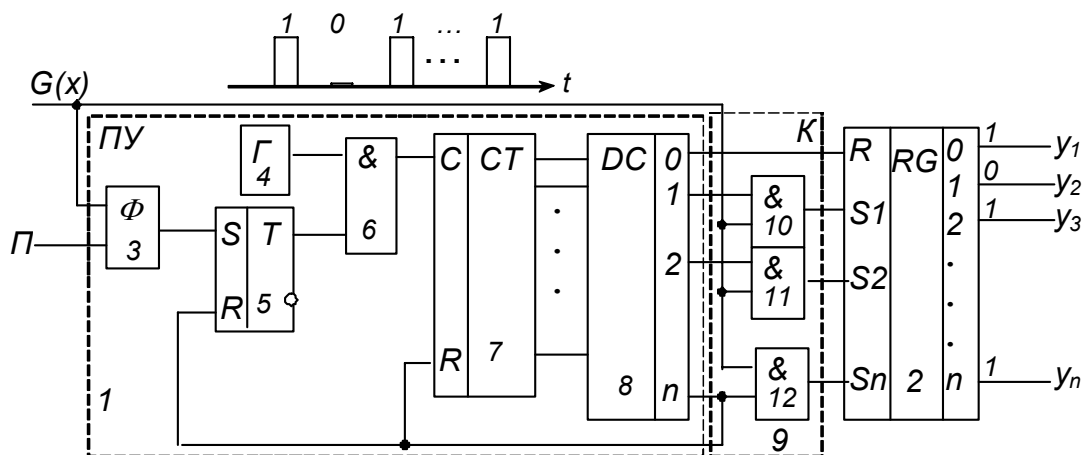 1 0 1 ... 1
t
G(x)
ПУ
К
Г
4
&
6
C CT
R 7
DC 0
1
2
n
8
Ф
3
П
S T
R 5
&
10
&
11
&
12
9
R RG 0
S1 1
S2 2
Sn 2 n
1 y₁
0 y₂
1 y₃
1 yₙ
1